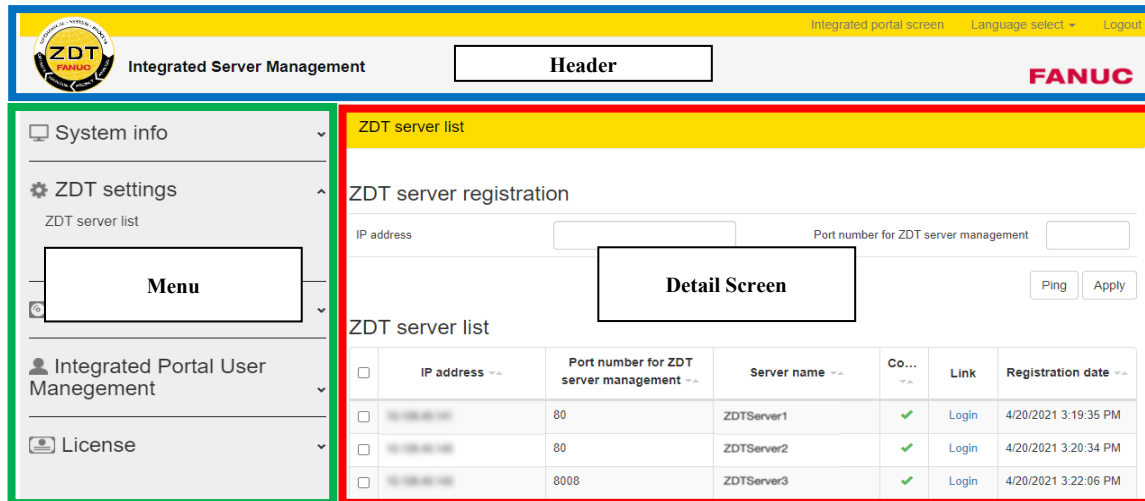 Integrated portal screen Language select Logout
ZDT
FANUC
Integrated Server Management
Header
FANUC
System info
ZDT settings
ZDT server list
Menu
Integrated Portal User
Management
License
ZDT server list
ZDT server registration
IP address Port number for ZDT server management
Detail Screen
Ping Apply
ZDT server list
IP address Port number for ZDT server management Server name Co... Link Registration date
80 ZDTServer1 Login 4/20/2021 3:19:35 PM
80 ZDTServer2 Login 4/20/2021 3:20:34 PM
8008 ZDTServer3 Login 4/20/2021 3:22:06 PM